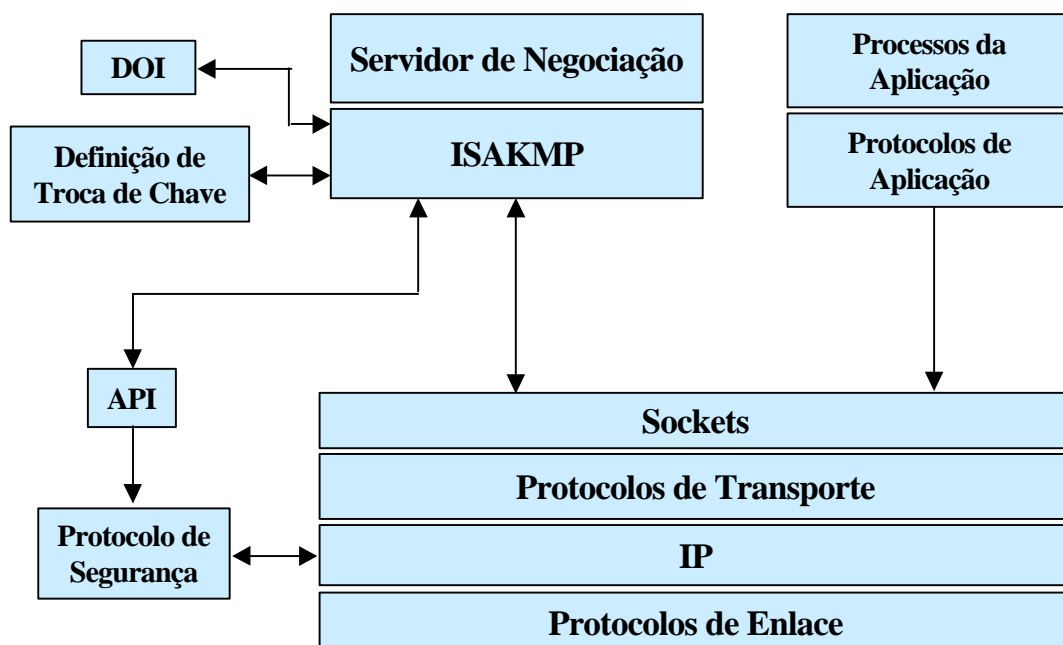 DOI
Servidor de Negociação
Processos da
Aplicação
Definição de
Troca de Chave
ISAKMP
Protocolos de
Aplicação
API
Sockets
Protocolos de Transporte
Protocolo de
Segurança
IP
Protocolos de Enlace